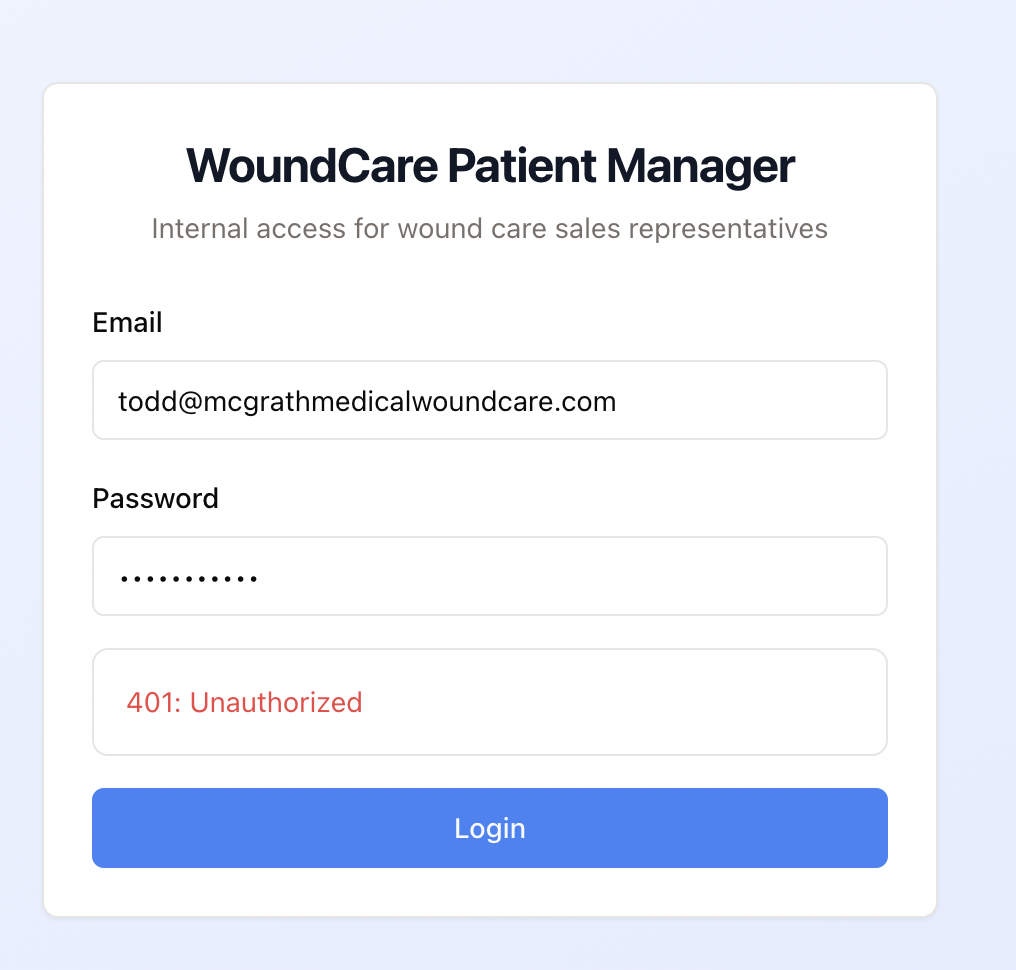 WoundCare Patient Manager
Internal access for wound care sales representatives
Email
todd@mcgrathmedicalwoundcare.com
Password
•••••••••••
401: Unauthorized
Login